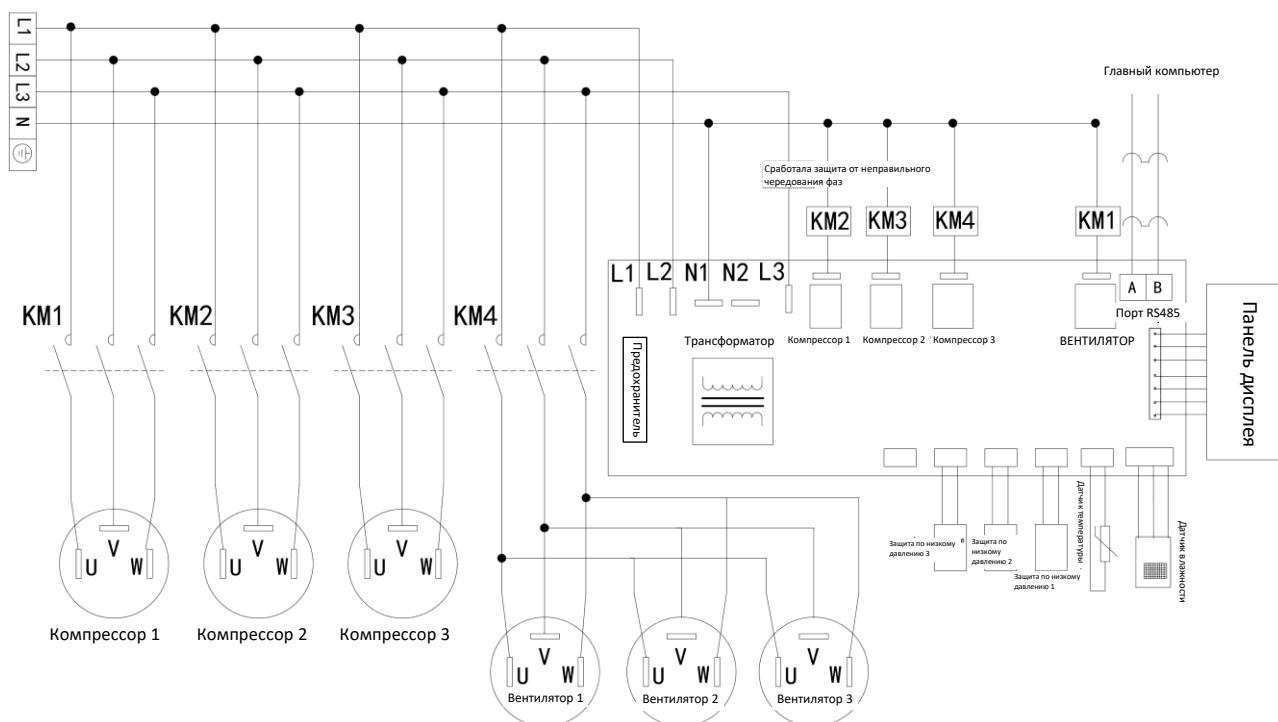 L1
L2
L3
N
Главный компьютер
Сработала защита от неправильного
чередования фаз
KM2
KM3
KM4
KM1
L1
L2
N1
N2
L3
A
B
Порт RS485
KM1
KM2
KM3
KM4
Предохранитель
Трансформатор
Компрессор 1
Компрессор 2
Компрессор 3
ВЕНТИЛЯТОР
Панель дисплея
Защита по низкому
давлению 3
в
Защита по
низкому
давлению 2
Защита по низкому
давлению 1
Датчик температуры
Датчик влажности
U
V
W
U
V
W
U
V
W
Компрессор 1
Компрессор 2
Компрессор 3
U
V
W
U
V
W
U
V
W
Вентилятор 1
Вентилятор 2
Вентилятор 3